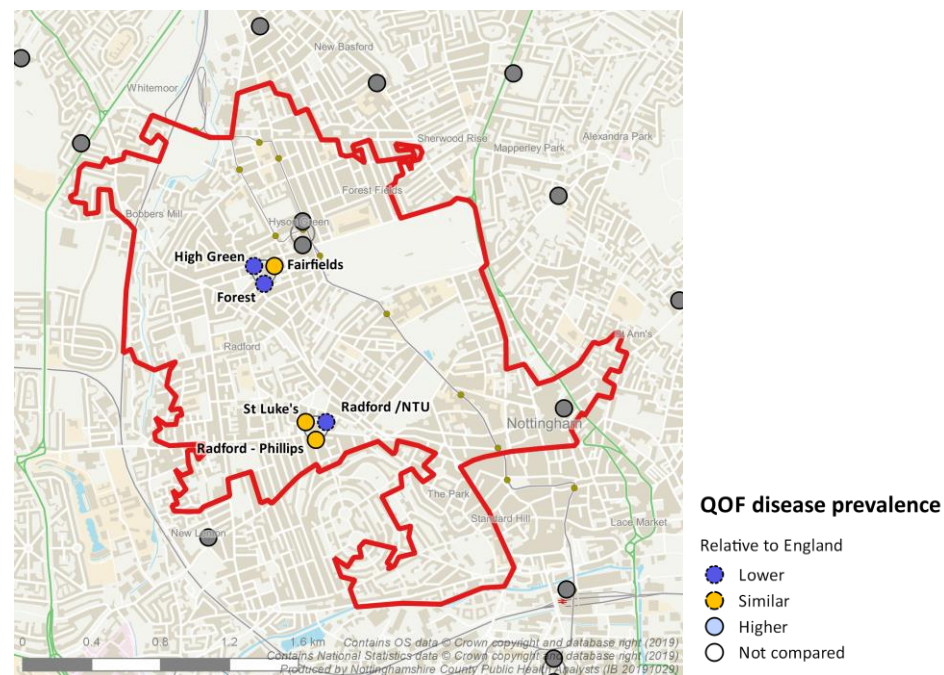 New Basford
Whitemoor
Sherwood Rise
Alexandra Park
Mapperley Park
Forest Fields
Bobbers Mill
Hyson Green
High Green
Fairfields
Forest
St Ann's
Radford
St Luke's
Radford /NTU
Nottingham
Radford - Phillips
The Park
Standard Hill
Lace Market
New Lenton
QOF disease prevalence
Relative to England
Lower
Similar
Higher
Not compared
0 0.4 0.8 1.2 1.6 km
Contains OS data © Crown copyright and database right (2019)
Contains National Statistics data © Crown copyright and database right (2019)
Produced by Nottinghamshire County Public Health Analysts (IB 20191029)